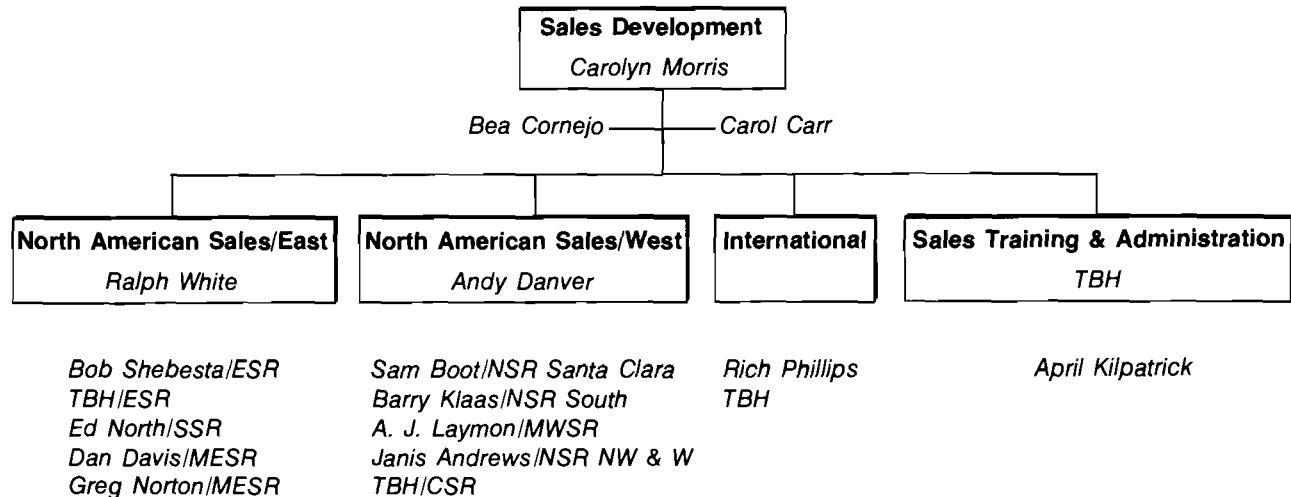 Sales Development
Carolyn Morris
Bea Cornejo
Carol Carr
North American Sales/East
Ralph White
North American Sales/West
Andy Danver
International
Sales Training & Administration
TBH
Bob Shebesta/ESR
TBH/ESR
Ed North/SSR
Dan Davis/MESR
Greg Norton/MESR
Sam Boot/NSR Santa Clara
Barry Klaas/NSR South
A. J. Laymon/MWSR
Janis Andrews/NSR NW & W
TBH/CSR
Rich Phillips
TBH
April Kilpatrick